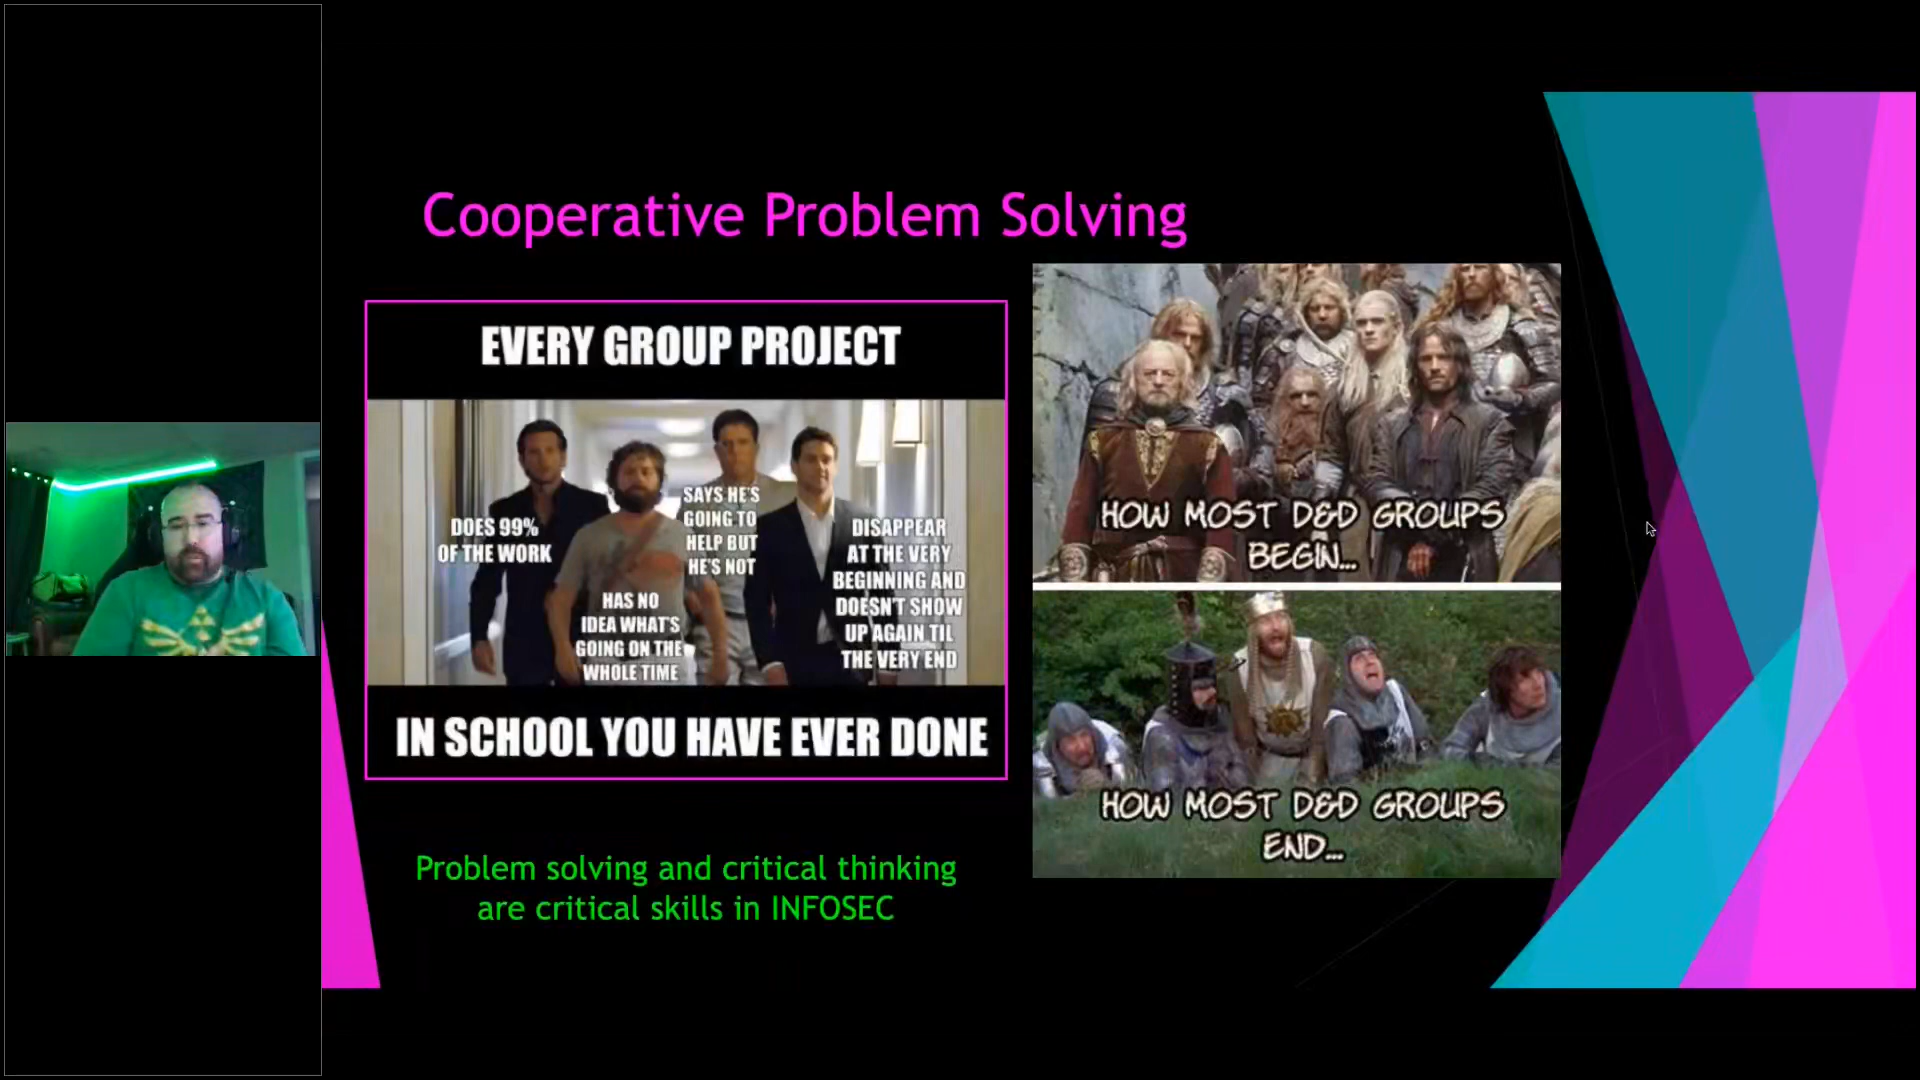 Cooperative Problem Solving
EVERY GROUP PROJECT
DOES 99%
OF THE WORK
HAS NO
IDEA WHAT'S
GOING ON THE
WHOLE TIME
SAYS HE'S
GOING TO
HELP BUT
HE'S NOT
DISAPPEAR
AT THE VERY
BEGINNING AND
DOESN'T SHOW
UP AGAIN TIL
THE VERY END
IN SCHOOL YOU HAVE EVER DONE
HOW MOST D&D GROUPS
BEGIN...
HOW MOST D&D GROUPS
END...
Problem solving and critical thinking
are critical skills in INFOSEC